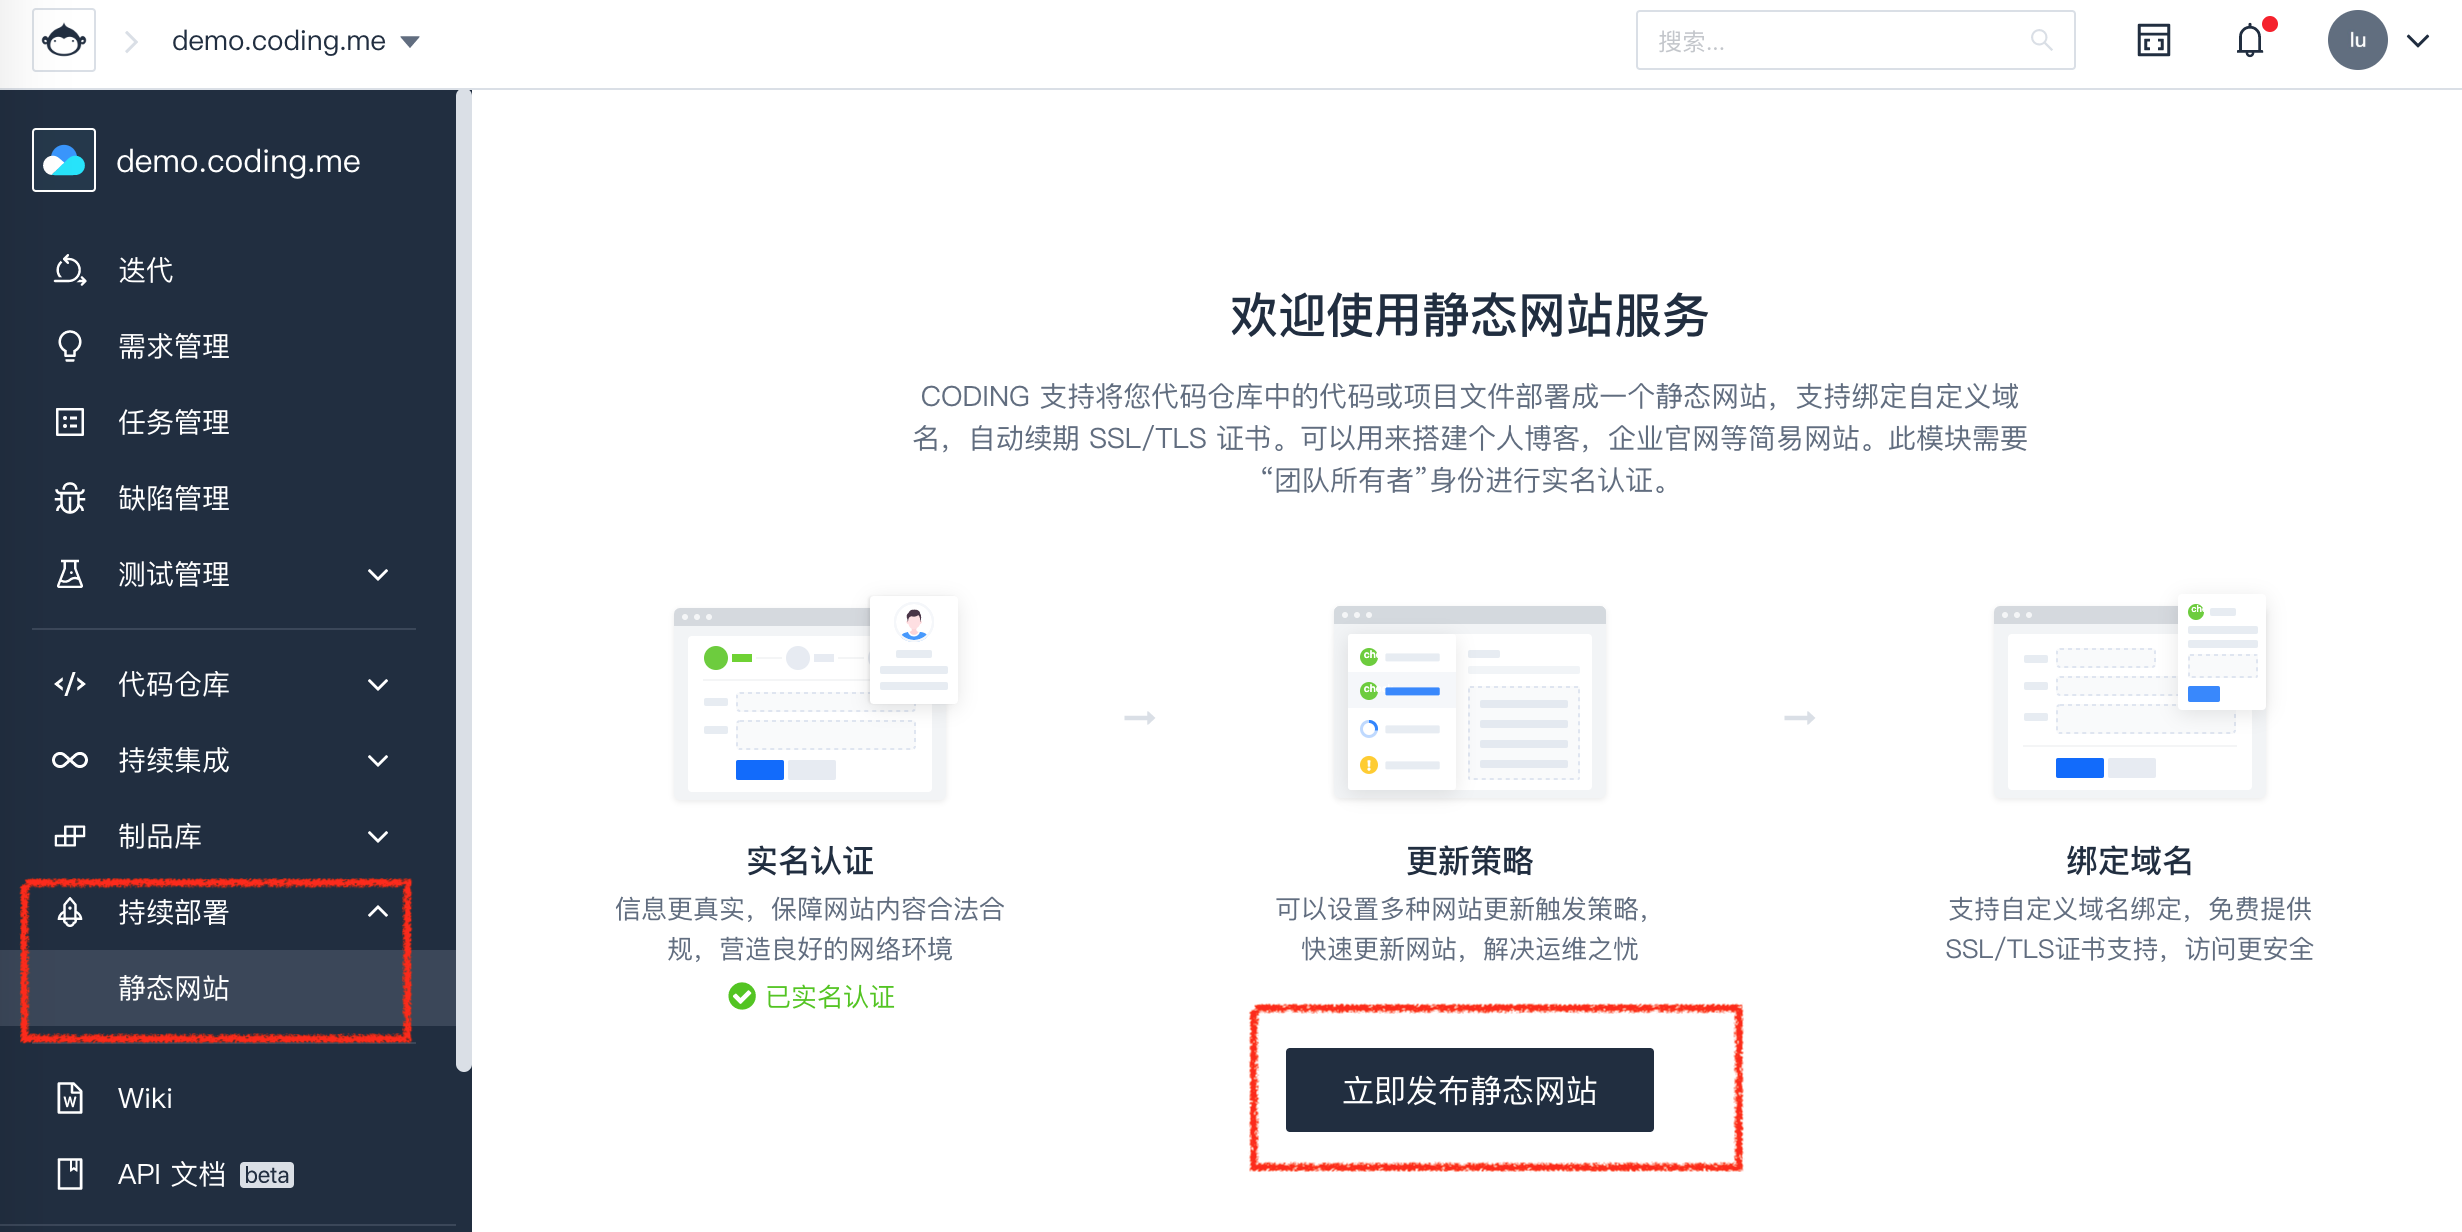 demo.coding.me
搜索...
lu
demo.coding.me
迭代
需求管理
任务管理
缺陷管理
测试管理
代码仓库
持续集成
制品库
持续部署
静态网站
Wiki
API 文档 beta
欢迎使用静态网站服务
CODING 支持将您代码仓库中的代码或项目文件部署成一个静态网站，支持绑定自定义域
名，自动续期 SSL/TLS 证书。可以用来搭建个人博客，企业官网等简易网站。此模块需要
“团队所有者”身份进行实名认证。
实名认证
信息更真实，保障网站内容合法合
规，营造良好的网络环境
已实名认证
che
che
更新策略
可以设置多种网站更新触发策略，
快速更新网站，解决运维之忧
立即发布静态网站
che
绑定域名
支持自定义域名绑定，免费提供
SSL/TLS证书支持，访问更安全